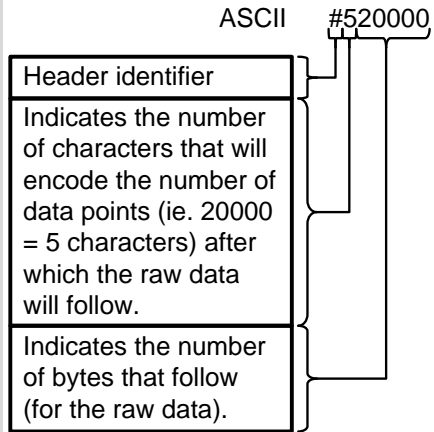 ASCII #520000
Header identifier
Indicates the number
of characters that will
encode the number of
data points (ie. 20000
= 5 characters) after
which the raw data
will follow.
Indicates the number
of bytes that follow
(for the raw data).